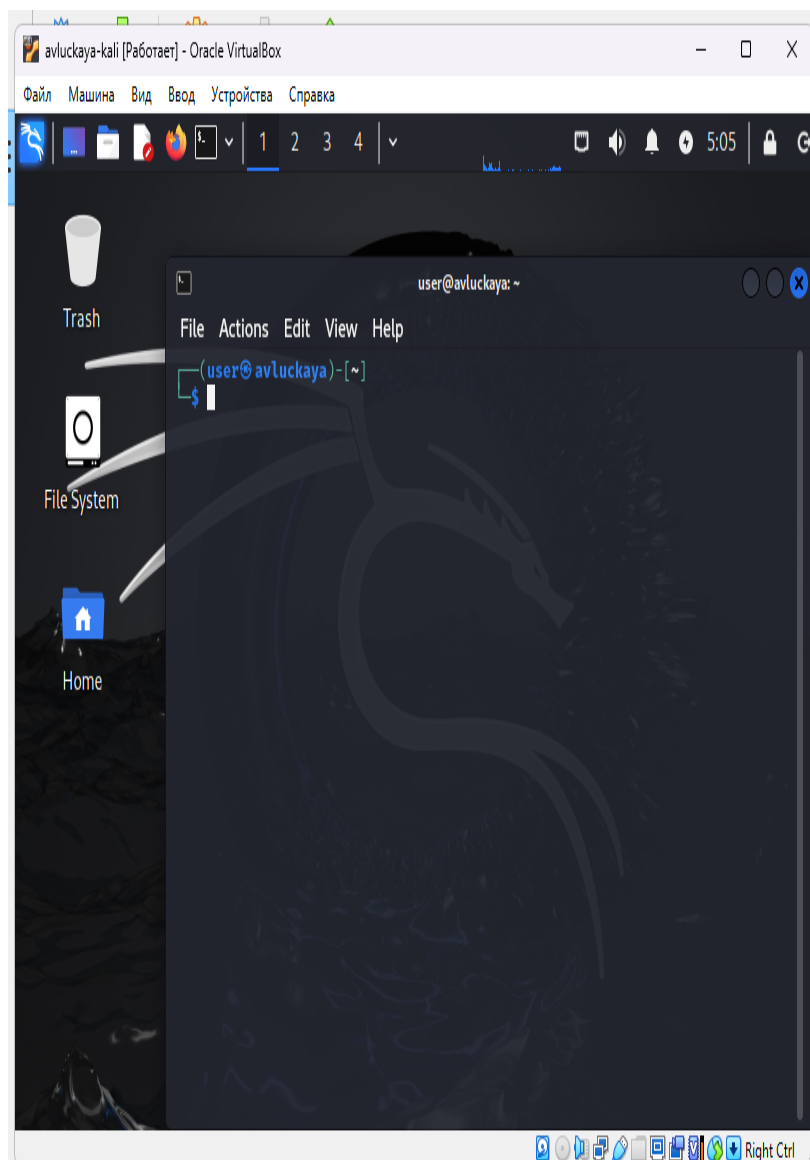 avluckaya-kali [Работает] - Oracle VirtualBox
Файл Машина Вид Ввод Устройства Справка
1 2 3 4 5:05
Trash
user@avluckaya: ~
File Actions Edit View Help
┌──(user㉿avluckaya)-[~]
└─$
File System
Home
Right Ctrl